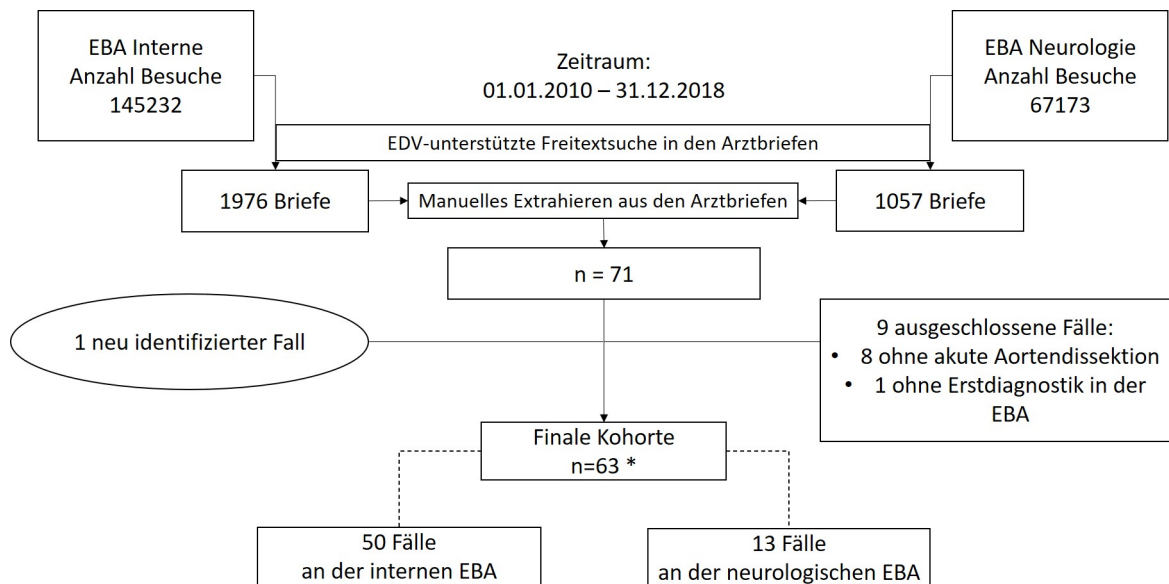 EBA Interne
Anzahl Besuche
145232
Zeitraum:
01.01.2010 – 31.12.2018
EBA Neurologie
Anzahl Besuche
67173
EDV-unterstützte Freitextsuche in den Arztbriefen
1976 Briefe
Manuelles Extrahieren aus den Arztbriefen
1057 Briefe
n = 71
1 neu identifizierter Fall
9 ausgeschlossene Fälle:
• 8 ohne akute Aortendissektion
• 1 ohne Erstdiagnostik in der
EBA
Finale Kohorte
n=63 *
50 Fälle
an der internen EBA
13 Fälle
an der neurologischen EBA